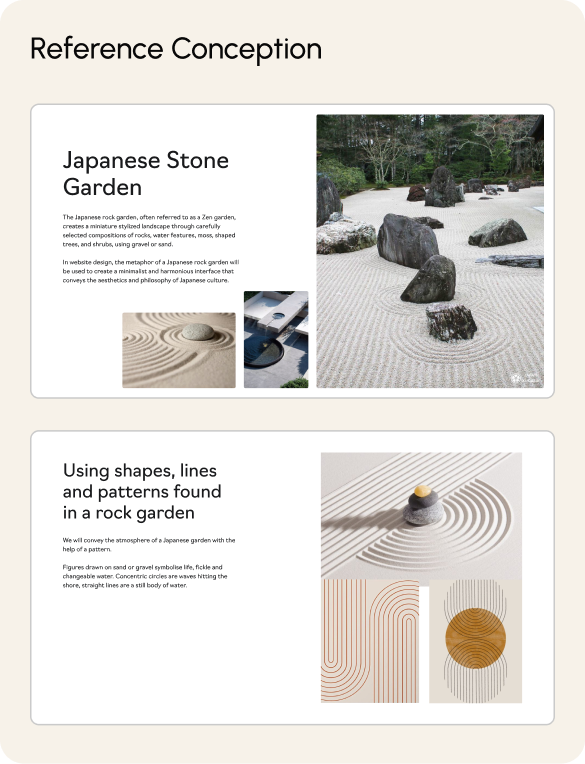 Reference Conception
Japanese Stone
Garden
The Japanese rock garden, often referred to as a Zen garden,
creates a miniature stylized landscape through carefully
selected compositions of rocks, water features, moss, shaped
trees, and shrubs, using gravel or sand.
In website design, the metaphor of a Japanese rock garden will
be used to create a minimalist and harmonious interface that
conveys the aesthetics and philosophy of Japanese culture.
Using shapes, lines
and patterns found
in a rock garden
We will convey the atmosphere of a Japanese garden with the
help of a pattern.
Figures drawn on sand or gravel symbolise life, fickle and
changeable water. Concentric circles are waves hitting the
shore, straight lines are a still body of water.